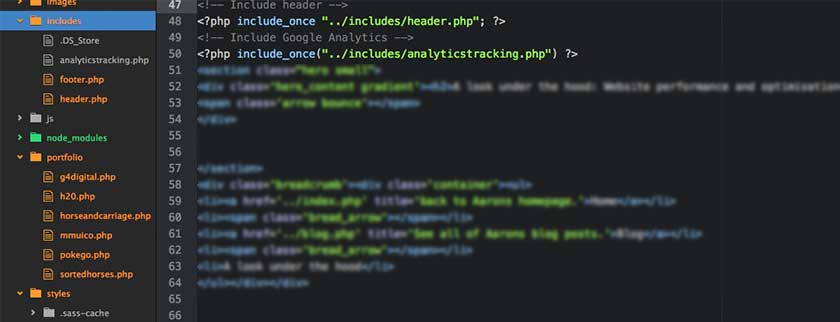 images
includes
.DS_Store
analyticstracking.php
footer.php
header.php
js
node_modules
portfolio
g4digital.php
h20.php
horseandcarriage.php
mmuico.php
pokego.php
sortedhorses.php
styles
.sass-cache
47 <!-- Include header -->
48 <?php include_once "../includes/header.php"; ?>
49 <!-- Include Google Analytics -->
50 <?php include_once("../includes/analyticstracking.php") ?>
51 <section class="hero small">
52 <div class="hero_content gradient"><h2>A look under the hood: Website performance and optimisation
53 <span class="arrow bounce"></span>
54 </div>
55
56
57 </section>
58 <div class="breadcrumb"><div class="container"><ul>
59 <li><a href="../index.php" title="back to Aarons homepage.">Home</a></li>
60 <li><span class="bread_arrow"></span></li>
61 <li><a href="../blog.php" title="See all of Aarons blog posts.">Blog</a></li>
62 <li><span class="bread_arrow"></span></li>
63 <li>A look under the hood</li>
64 </ul></div></div>
65
66